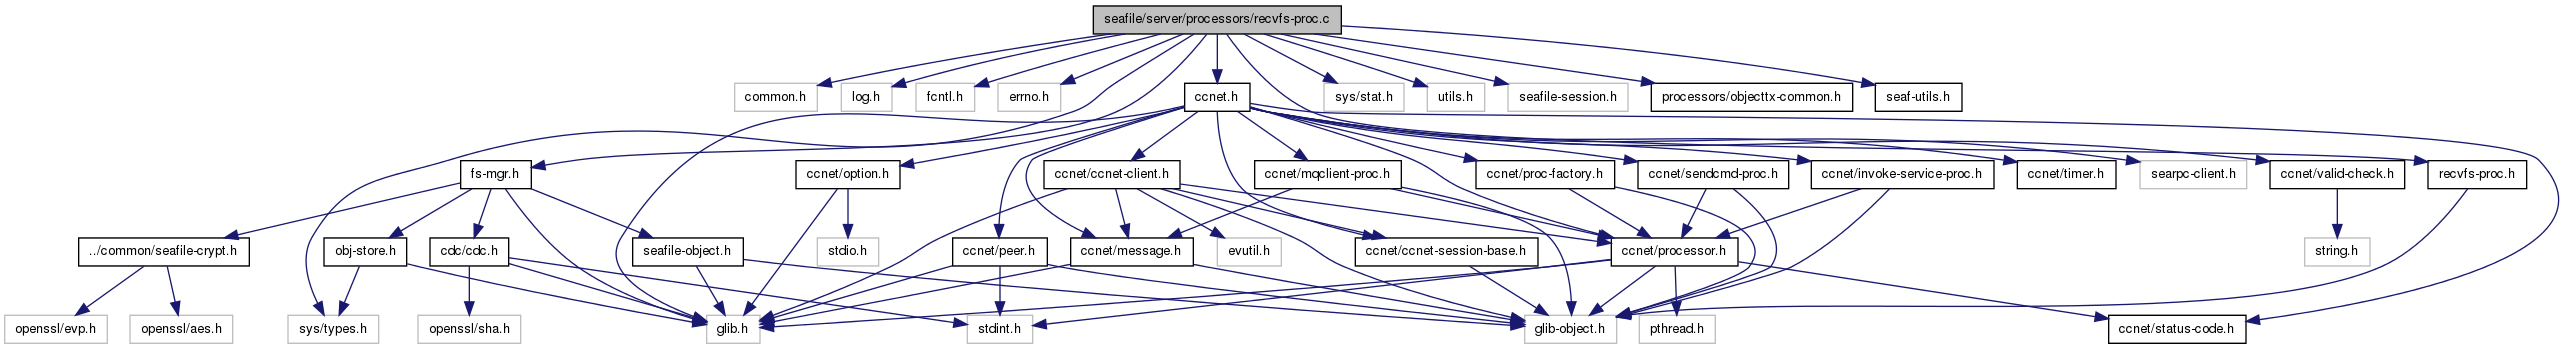 seafile/server/processors/recvfs-proc.c
common.h
log.h
fcntl.h
errno.h
ccnet.h
sys/stat.h
utils.h
seafile-session.h
processors/objecttx-common.h
seaf-utils.h
fs-mgr.h
ccnet/option.h
ccnet/ccnet-client.h
ccnet/mqclient-proc.h
ccnet/proc-factory.h
ccnet/sendcmd-proc.h
ccnet/invoke-service-proc.h
ccnet/timer.h
searpc-client.h
ccnet/valid-check.h
recvfs-proc.h
../common/seafile-crypt.h
obj-store.h
cdc/cdc.h
seafile-object.h
stdio.h
ccnet/peer.h
ccnet/message.h
evutil.h
ccnet/ccnet-session-base.h
ccnet/processor.h
string.h
openssl/evp.h
openssl/aes.h
sys/types.h
openssl/sha.h
glib.h
stdint.h
glib-object.h
pthread.h
ccnet/status-code.h